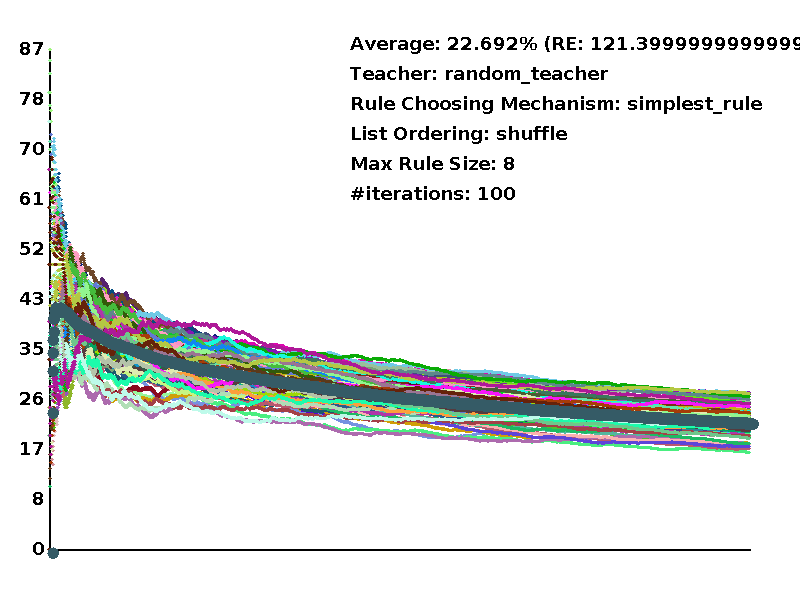 Average: 22.692% (RE: 121.3999999999999
Teacher: random_teacher
Rule Choosing Mechanism: simplest_rule
List Ordering: shuffle
Max Rule Size: 8
#iterations: 100
87
78
70
61
52
43
35
26
17
8
0